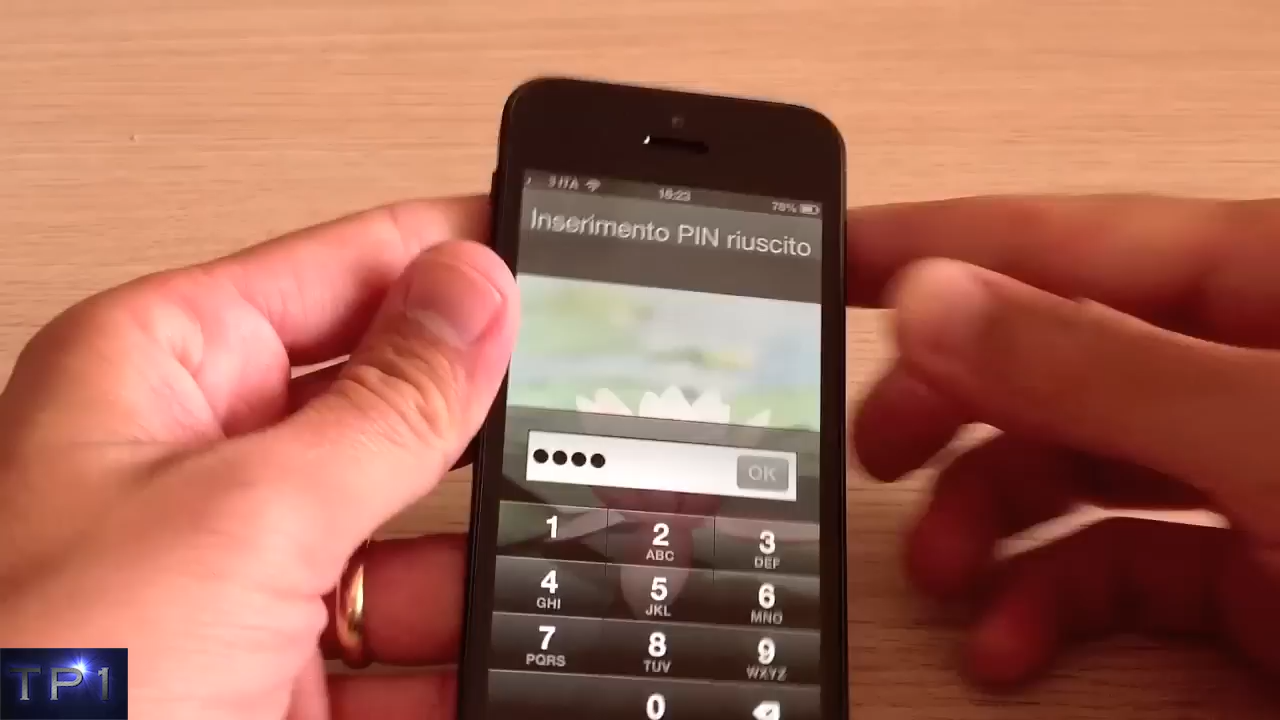 3 ITA 16:23 78%
Inserimento PIN riuscito
OK
1 2 ABC 3 DEF
4 GHI 5 JKL 6 MNO
7 PQRS 8 TUV 9 WXYZ
0
TP1